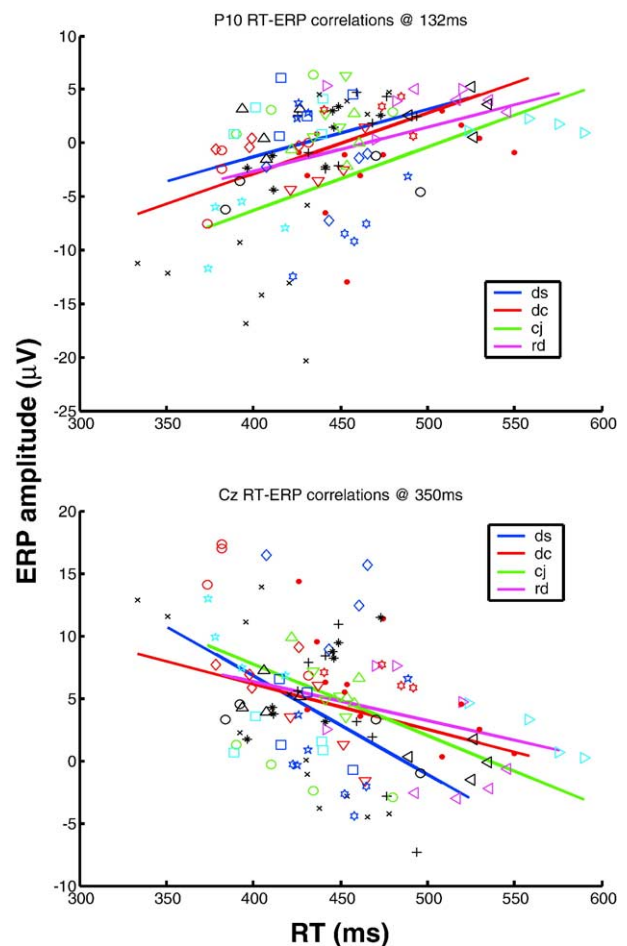 P10 RT-ERP correlations @ 132ms
10
5
0
-5
-10
-15
-20
-25
300 350 400 450 500 550 600
ds
dc
cj
rd
ERP amplitude (μV)
Cz RT-ERP correlations @ 350ms
20
15
10
5
0
-5
-10
300 350 400 450 500 550 600
ds
dc
cj
rd
RT (ms)